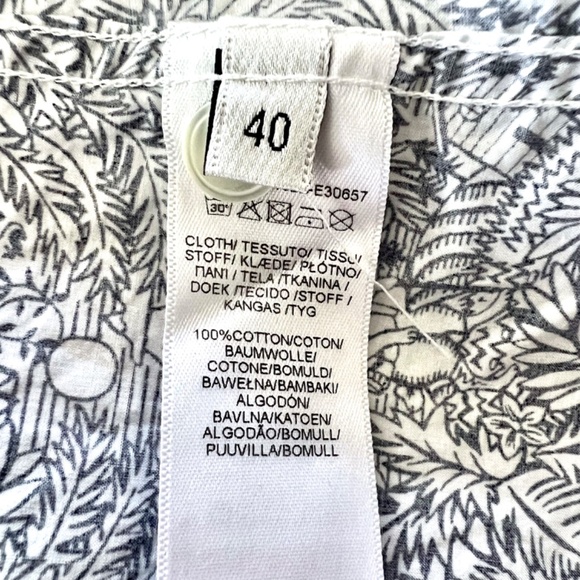 40
E30657
30°
CLOTH/ TESSUTO/ TISSU/
STOFF/ KLÆDE/ PŁÓTNO/
ΠΑΝΙ / TELA /TKANINA /
DOEK /TECIDO /STOFF /
KANGAS /TYG
100%COTTON/COTON/
BAUMWOLLE/
COTONE/BOMULD/
BAWEŁNA/BAMBAKI/
ALGODÓN/
BAVLNA/KATOEN/
ALGODÃO/BOMULL/
PUUVILLA/BOMULL